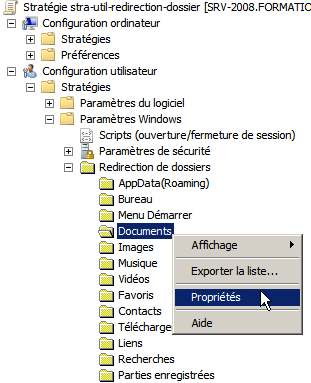 Stratégie stra-util-redirection-dossier [SRV-2008.FORMATIO
Configuration ordinateur
Stratégies
Préférences
Configuration utilisateur
Stratégies
Paramètres du logiciel
Paramètres Windows
Scripts (ouverture/fermeture de session)
Paramètres de sécurité
Redirection de dossiers
AppData(Roaming)
Bureau
Menu Démarrer
Documents
Images
Musique
Vidéos
Favoris
Contacts
Télécharge
Liens
Recherches
Parties enregistrées
Affichage
Exporter la liste...
Propriétés
Aide